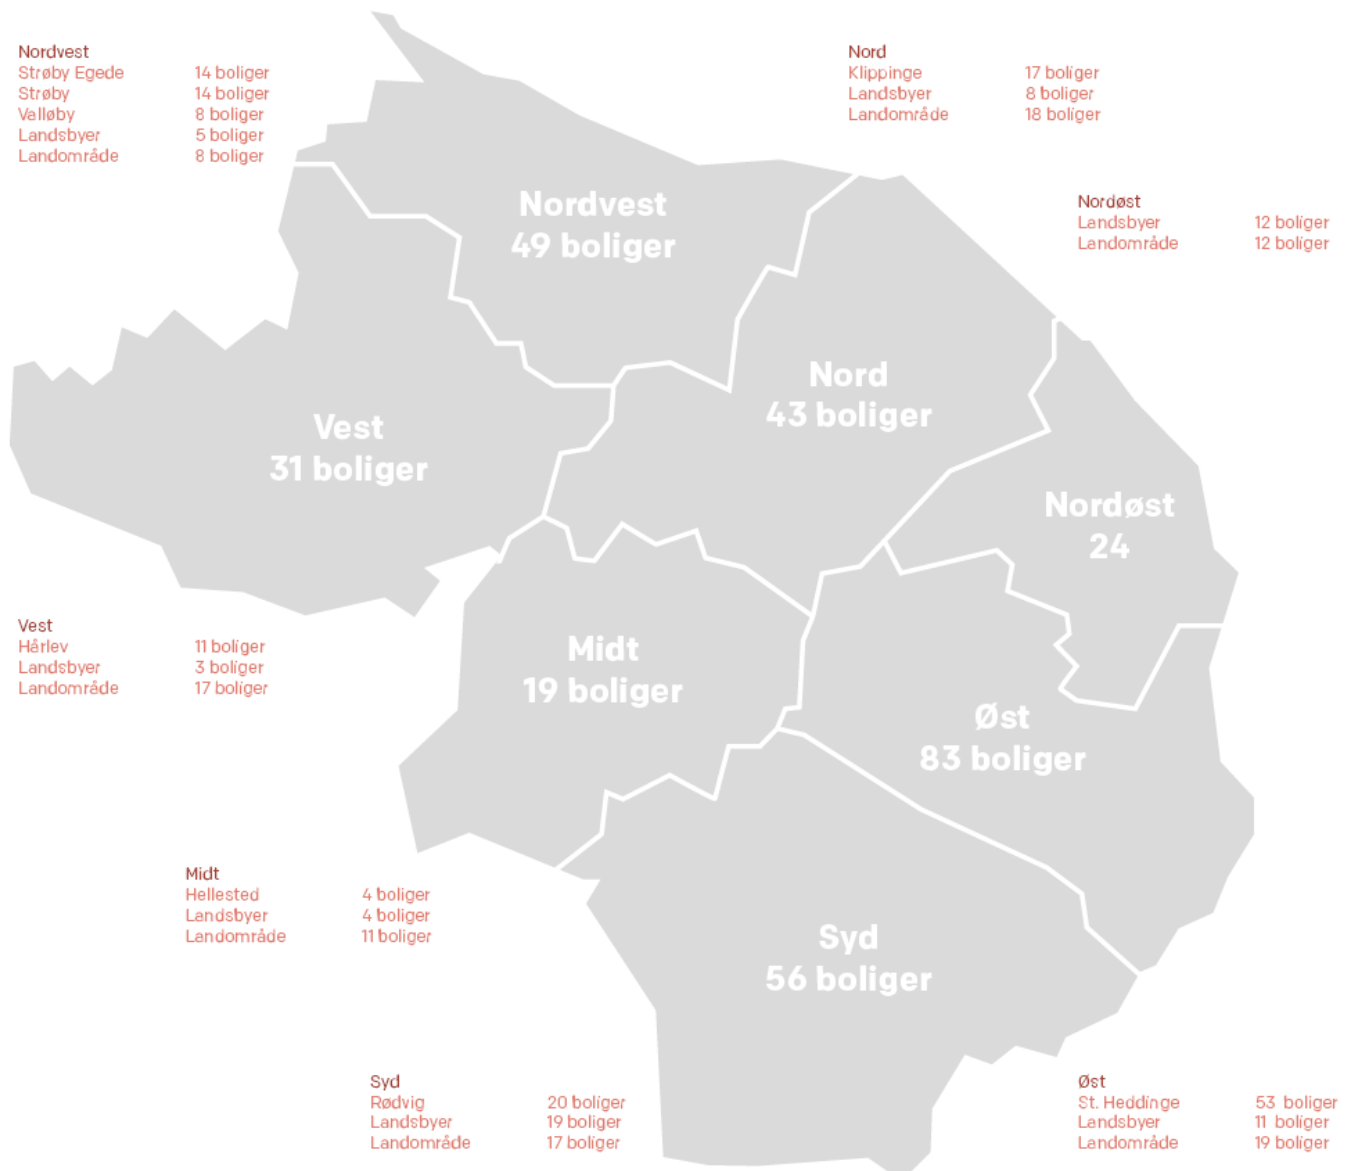 Nordvest
Strøby Egede 14 boliger
Strøby 14 boliger
Valløby 8 boliger
Landsbyer 5 boliger
Landområde 8 boliger
Nord
Klippinge 17 boliger
Landsbyer 8 boliger
Landområde 18 boliger
Nordøst
Landsbyer 12 boliger
Landområde 12 boliger
Nordvest
49 boliger
Nord
43 boliger
Vest
31 boliger
Nordøst
24
Vest
Hårlev 11 boliger
Landsbyer 3 boliger
Landområde 17 boliger
Midt
19 boliger
Øst
83 boliger
Midt
Hellested 4 boliger
Landsbyer 4 boliger
Landområde 11 boliger
Syd
56 boliger
Syd
Rødvig 20 boliger
Landsbyer 19 boliger
Landområde 17 boliger
Øst
St. Heddinge 53 boliger
Landsbyer 11 boliger
Landområde 19 boliger